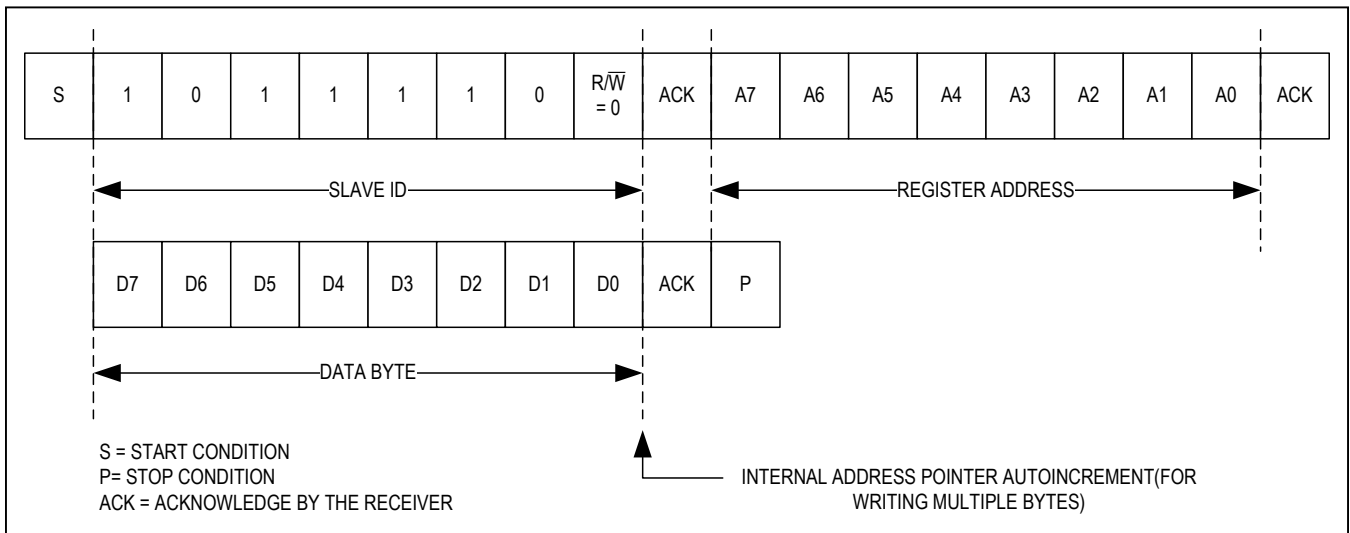 S 1 0 1 1 1 1 0 R/W̅ = 0 ACK A7 A6 A5 A4 A3 A2 A1 A0 ACK
SLAVE ID REGISTER ADDRESS
D7 D6 D5 D4 D3 D2 D1 D0 ACK P
DATA BYTE
S = START CONDITION
P= STOP CONDITION
ACK = ACKNOWLEDGE BY THE RECEIVER
INTERNAL ADDRESS POINTER AUTOINCREMENT(FOR
WRITING MULTIPLE BYTES)